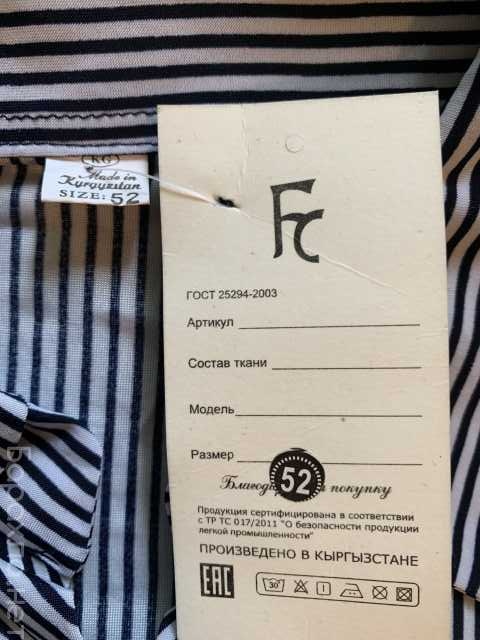 KG
Made in
Kyrgyzstan
SIZE: 52
Fc
ГОСТ 25294-2003
Артикул
Состав ткани
Модель
Размер
52
покупку
Продукция сертифицирована в соответствии
с ТР ТС 017/2011 "О безопасности продукции
легкой промышленности"
ПРОИЗВЕДЕНО В КЫРГЫЗСТАНЕ
EAC
30°